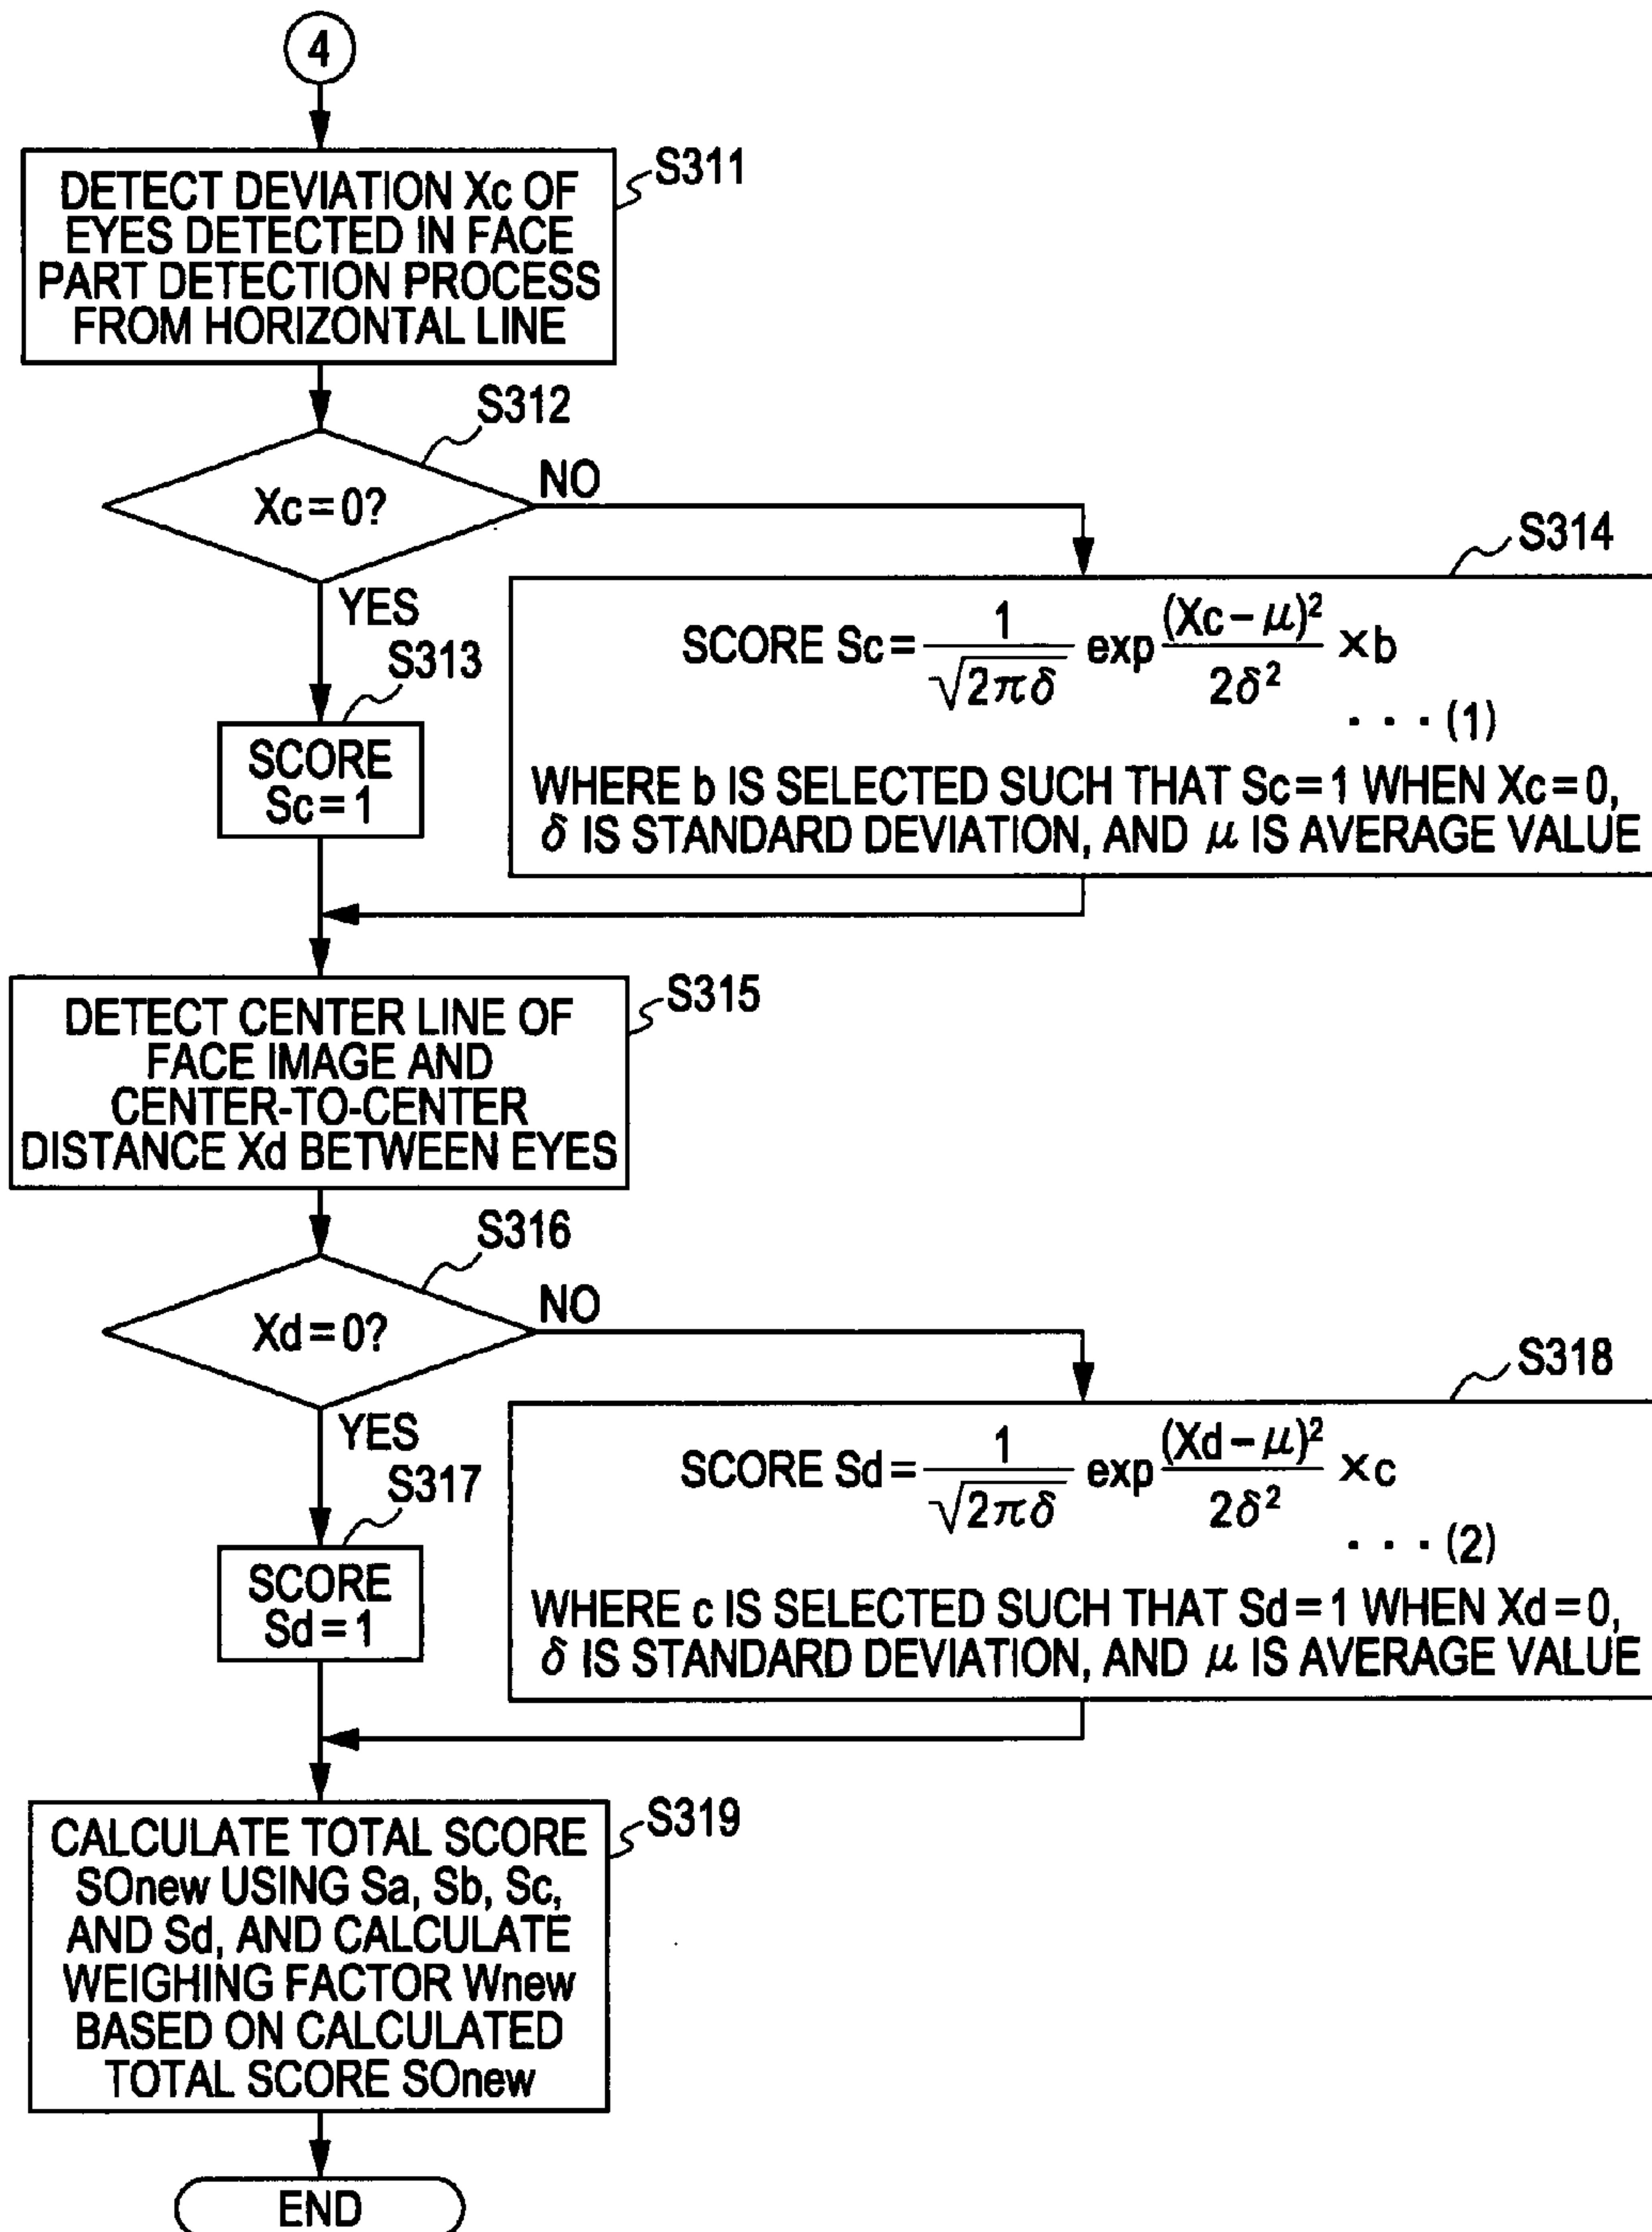 4
DETECT DEVIATION Xc OF
EYES DETECTED IN FACE
PART DETECTION PROCESS
FROM HORIZONTAL LINE
S311
S312
Xc=0?
NO
YES
S313
SCORE
Sc=1
S314
SCORE Sc = 1/√2πδ exp (Xc-μ)²/2δ² ×b
· · · (1)
WHERE b IS SELECTED SUCH THAT Sc=1 WHEN Xc=0,
δ IS STANDARD DEVIATION, AND μ IS AVERAGE VALUE
DETECT CENTER LINE OF
FACE IMAGE AND
CENTER-TO-CENTER
DISTANCE Xd BETWEEN EYES
S315
S316
Xd=0?
NO
YES
S317
SCORE
Sd=1
S318
SCORE Sd = 1/√2πδ exp (Xd-μ)²/2δ² ×c
· · · (2)
WHERE c IS SELECTED SUCH THAT Sd=1 WHEN Xd=0,
δ IS STANDARD DEVIATION, AND μ IS AVERAGE VALUE
CALCULATE TOTAL SCORE
SOnew USING Sa, Sb, Sc,
AND Sd, AND CALCULATE
WEIGHING FACTOR Wnew
BASED ON CALCULATED
TOTAL SCORE SOnew
S319
END